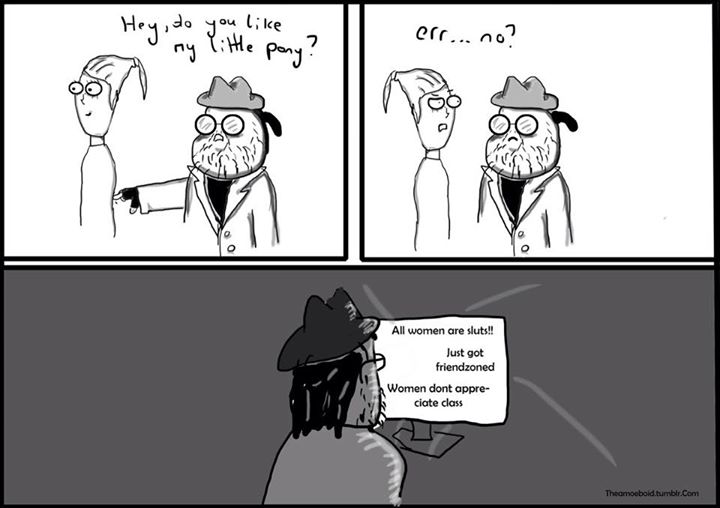 Hey, do you like
my little pony?
err... no?
All women are sluts!!
Just got
friendzoned
Women dont appre-
ciate class
Theamoeboid.tumblr.Com